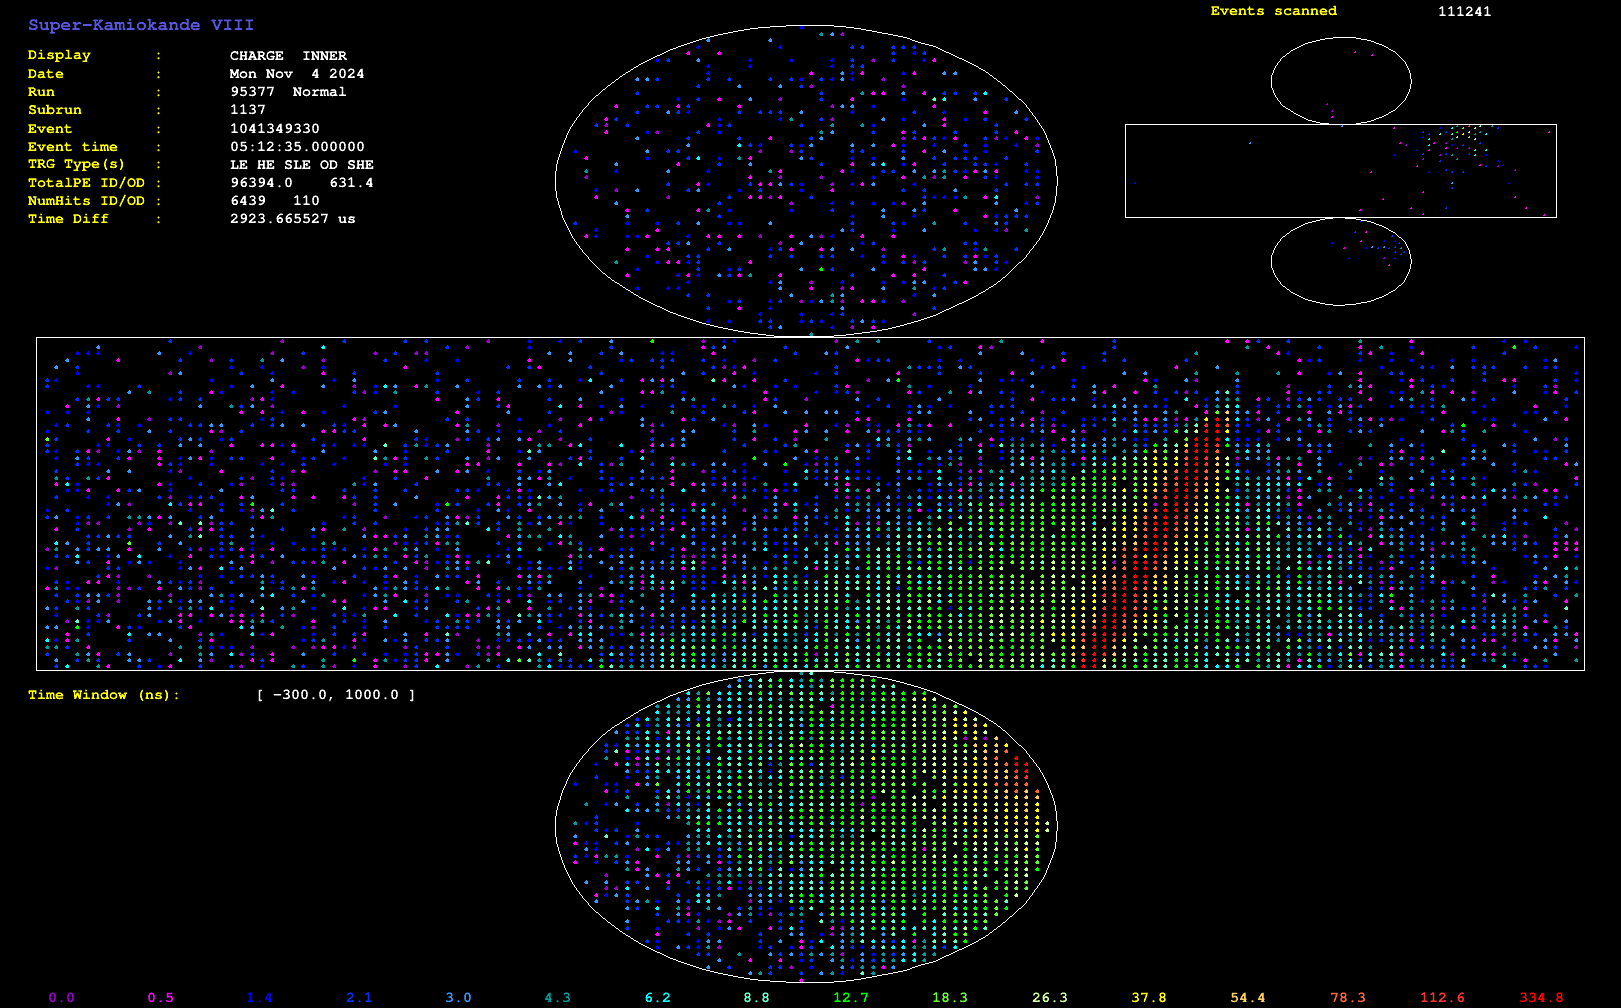 Super-Kamiokande VIII
Events scanned 111241
Display : CHARGE INNER
Date : Mon Nov 4 2024
Run : 95377 Normal
Subrun : 1137
Event : 1041349330
Event time : 05:12:35.000000
TRG Type(s) : LE HE SLE OD SHE
TotalPE ID/OD : 96394.0 631.4
NumHits ID/OD : 6439 110
Time Diff : 2923.665527 us
Time Window (ns): [ -300.0, 1000.0 ]
0.0 0.5 1.4 2.1 3.0 4.3 6.2 8.8 12.7 18.3 26.3 37.8 54.4 78.3 112.6 334.8